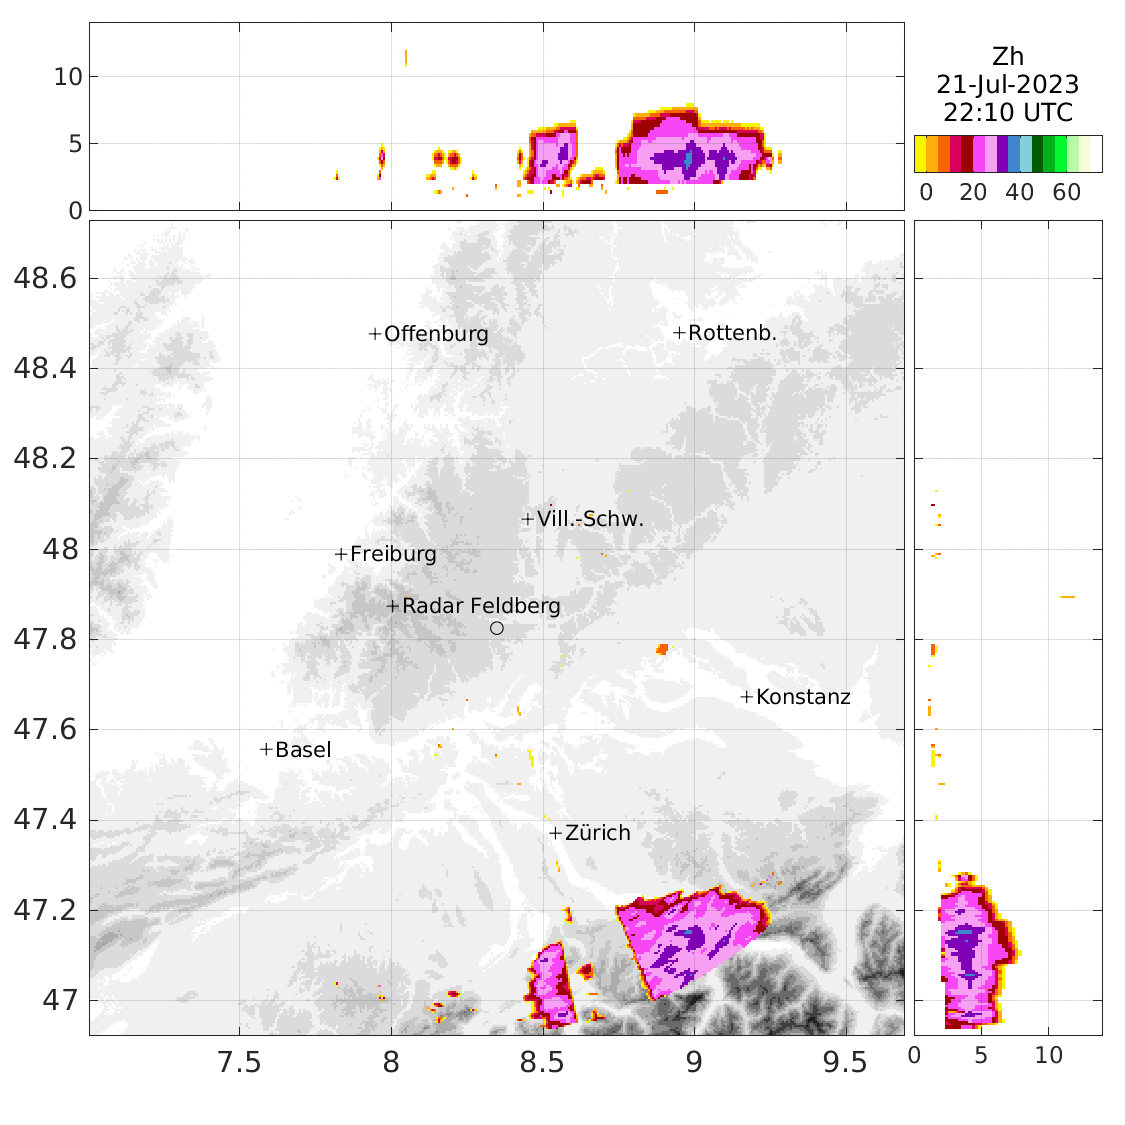 10
5
0
Zh
21-Jul-2023
22:10 UTC
0 20 40 60
48.6
48.4
48.2
48
47.8
47.6
47.4
47.2
47
+Offenburg
+Rottenb.
+Vill.-Schw.
+Freiburg
+Radar Feldberg
+Konstanz
+Basel
+Zürich
7.5 8 8.5 9 9.5
0 5 10